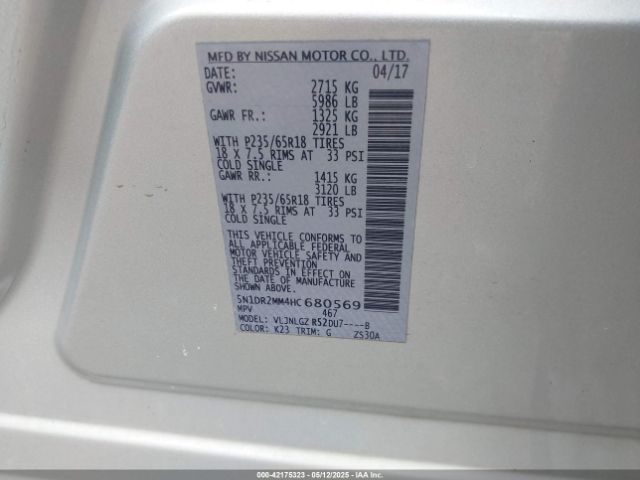 MFD BY NISSAN MOTOR CO., LTD.
DATE: 04/17
GVWR: 2715 KG
5986 LB
GAWR FR.: 1325 KG
2921 LB
WITH P235/65R18 TIRES
18 X 7.5 RIMS AT 33 PSI
COLD SINGLE
GAWR RR.: 1415 KG
3120 LB
WITH P235/65R18 TIRES
18 X 7.5 RIMS AT 33 PSI
COLD SINGLE
THIS VEHICLE CONFORMS TO
ALL APPLICABLE FEDERAL
MOTOR VEHICLE SAFETY AND
THEFT PREVENTION
STANDARDS IN EFFECT ON
THE DATE OF MANUFACTURE
SHOWN ABOVE.
5N1DR2MM4HC680569
MPV 467
MODEL: VLJNLGZ R52DU7----B
COLOR: K23 TRIM: G ZS30A
000-42175323 - 05/12/2025 - IAA Inc.